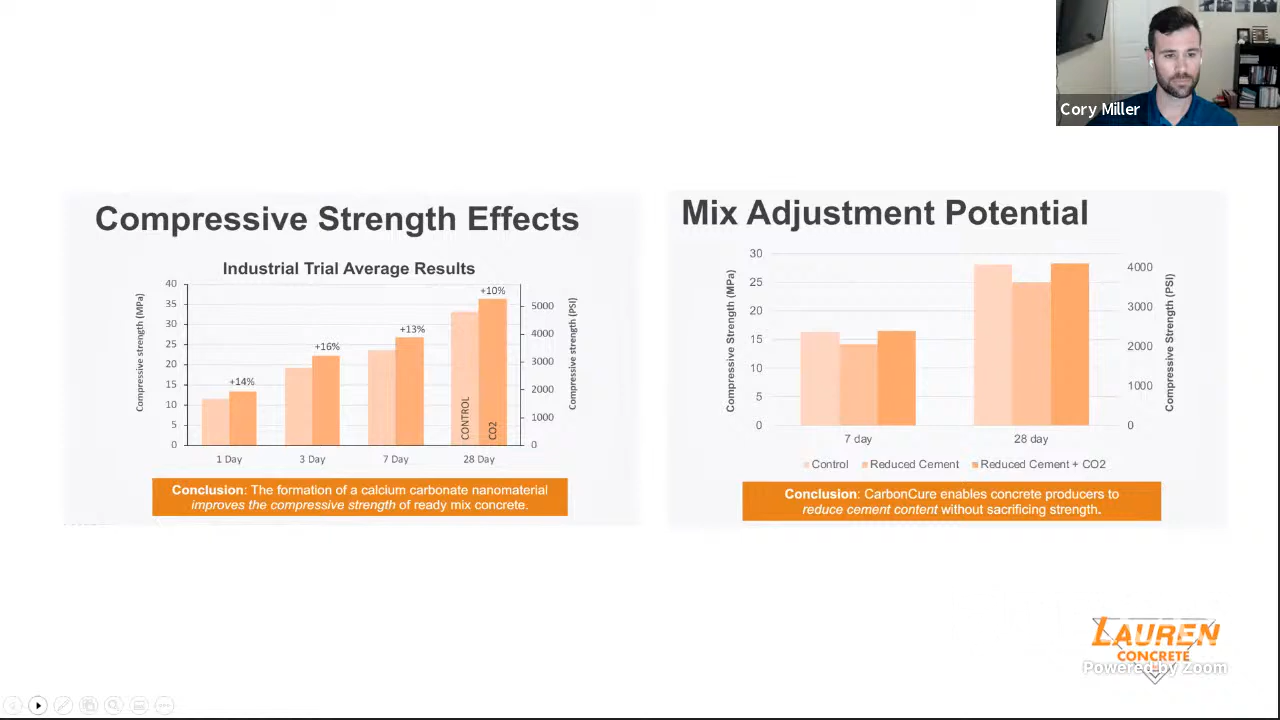 Cory Miller
Compressive Strength Effects
Industrial Trial Average Results
Compressive strength (MPa)
40
35
30
25
20
15
10
5
0
+14%
+16%
+13%
+10%
CONTROL
CO2
5000
4000
3000
2000
1000
0
Compressive strength (PSI)
1 Day
3 Day
7 Day
28 Day
Conclusion: The formation of a calcium carbonate nanomaterial
improves the compressive strength of ready mix concrete.
Mix Adjustment Potential
Compressive Strength (MPa)
30
25
20
15
10
5
0
4000
3000
2000
1000
0
Compressive Strength (PSI)
7 day
28 day
Control
Reduced Cement
Reduced Cement + CO2
Conclusion: CarbonCure enables concrete producers to
reduce cement content without sacrificing strength.
LAUREN
CONCRETE
Powered by Zoom